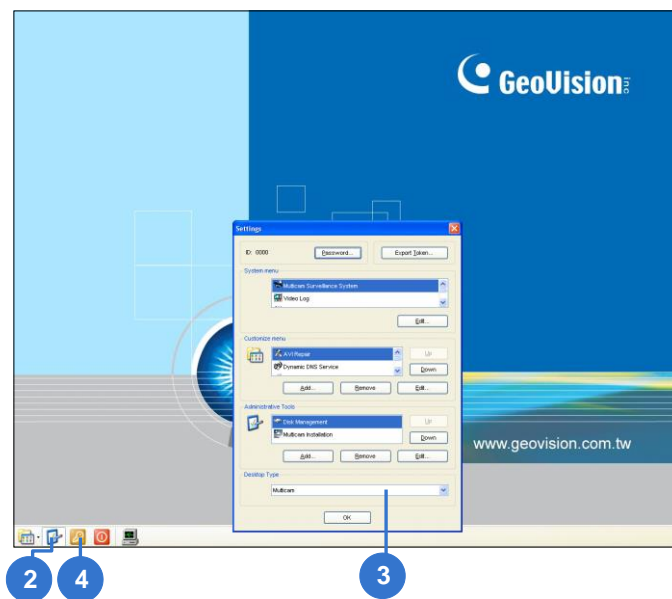 GeoVision Inc
Settings
ID: 0000
Password...
Export Token...
System menu
Multicam Surveillance System
Video Log
Edit...
Customize menu
AVI Repair
Up
Dynamic DNS Service
Down
Add...
Remove
Edit...
Administrative Tools
Disk Management
Up
Multicam Installation
Down
www.geovision.com.tw
Add...
Remove
Edit...
Desktop Type
Multicam
OK
2
4
3